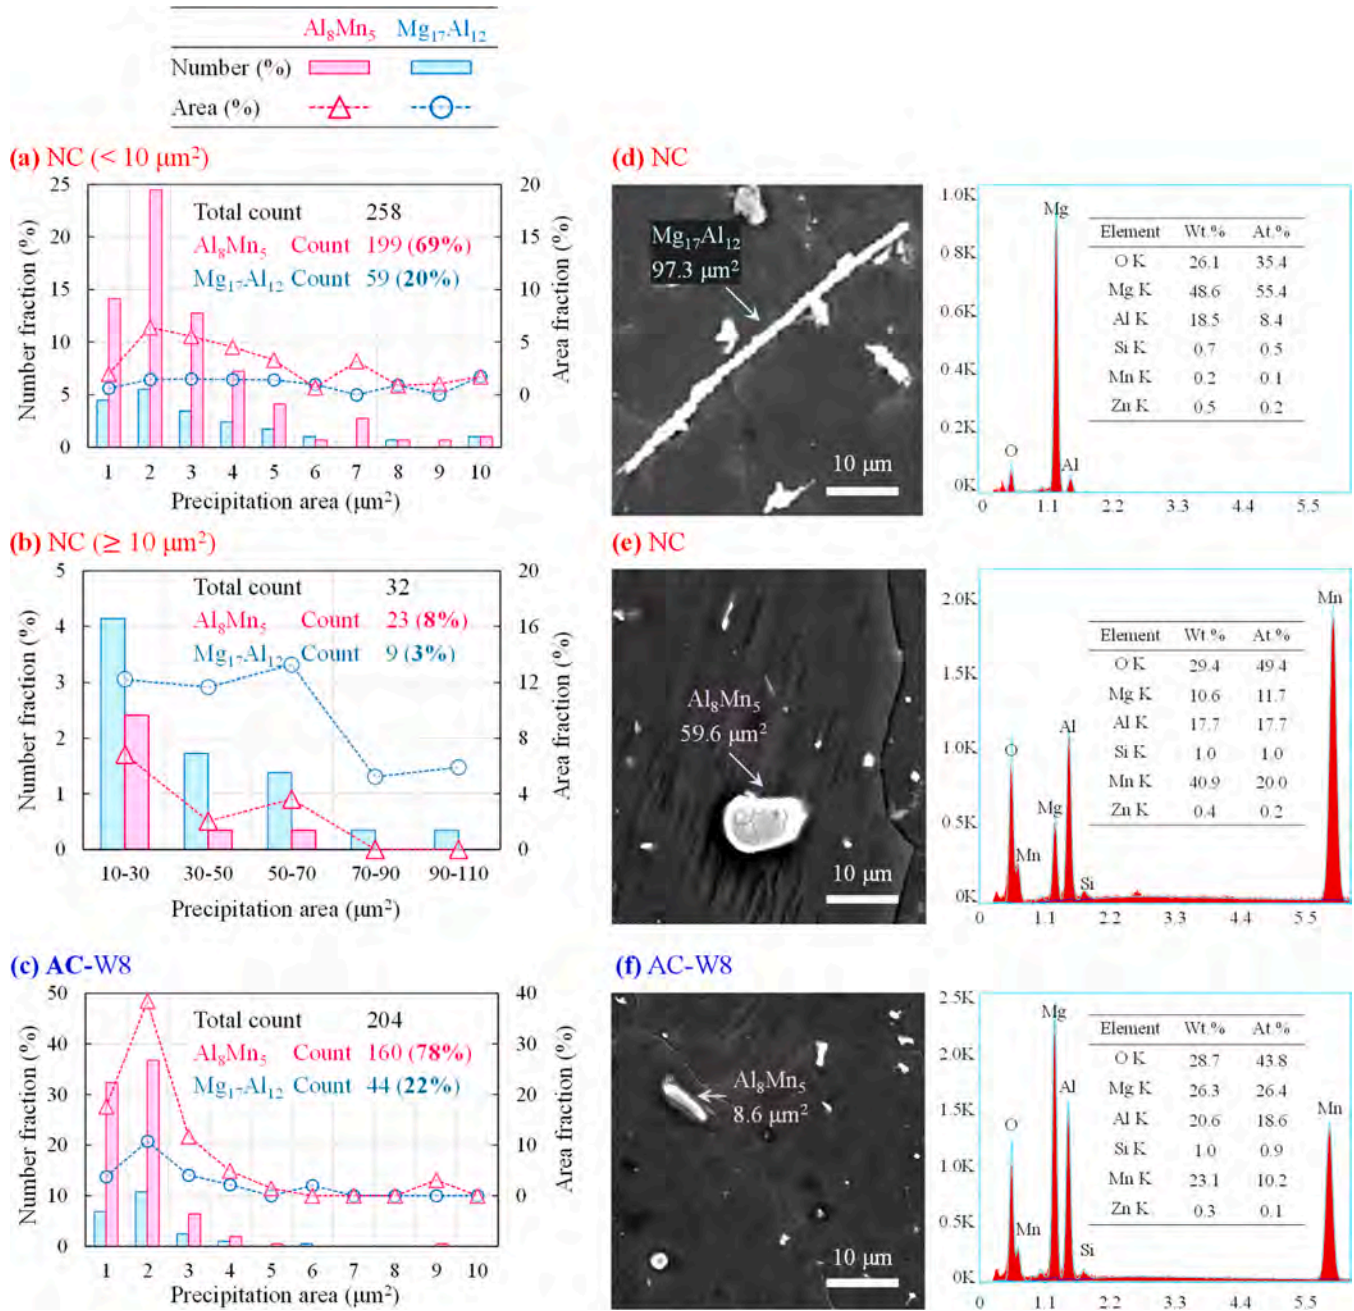 Al8Mn5 Mg17Al12
Number (%)
Area (%)
(a) NC (< 10 μm²)
25
20
15
10
5
0
Number fraction (%)
20
15
10
5
0
Area fraction (%)
Total count 258
Al8Mn5 Count 199 (69%)
Mg17Al12 Count 59 (20%)
1 2 3 4 5 6 7 8 9 10
Precipitation area (μm²)
(d) NC
Mg17Al12
97.3 μm²
10 μm
1.0K
0.8K
0.6K
0.4K
0.2K
0K
O
Mg
Al
Element Wt.% At.%
O K 26.1 35.4
Mg K 48.6 55.4
Al K 18.5 8.4
Si K 0.7 0.5
Mn K 0.2 0.1
Zn K 0.5 0.2
0 1.1 2.2 3.3 4.4 5.5
(b) NC (≥ 10 μm²)
5
4
3
2
1
0
Number fraction (%)
20
16
12
8
4
0
Area fraction (%)
Total count 32
Al8Mn5 Count 23 (8%)
Mg17Al12 Count 9 (3%)
10-30 30-50 50-70 70-90 90-110
Precipitation area (μm²)
(e) NC
Al8Mn5
59.6 μm²
10 μm
2.0K
1.5K
1.0K
0.5K
0K
O
Mn
Mg
Al
Si
Mn
Element Wt.% At.%
O K 29.4 49.4
Mg K 10.6 11.7
Al K 17.7 17.7
Si K 1.0 1.0
Mn K 40.9 20.0
Zn K 0.4 0.2
0 1.1 2.2 3.3 4.4 5.5
(c) AC-W8
50
40
30
20
10
0
Number fraction (%)
40
30
20
10
0
Area fraction (%)
Total count 204
Al8Mn5 Count 160 (78%)
Mg17Al12 Count 44 (22%)
1 2 3 4 5 6 7 8 9 10
Precipitation area (μm²)
(f) AC-W8
Al8Mn5
8.6 μm²
10 μm
2.5K
2.0K
1.5K
1.0K
0.5K
0K
O
Mn
Mg
Al
Si
Mn
Element Wt.% At.%
O K 28.7 43.8
Mg K 26.3 26.4
Al K 20.6 18.6
Si K 1.0 0.9
Mn K 23.1 10.2
Zn K 0.3 0.1
0 1.1 2.2 3.3 4.4 5.5